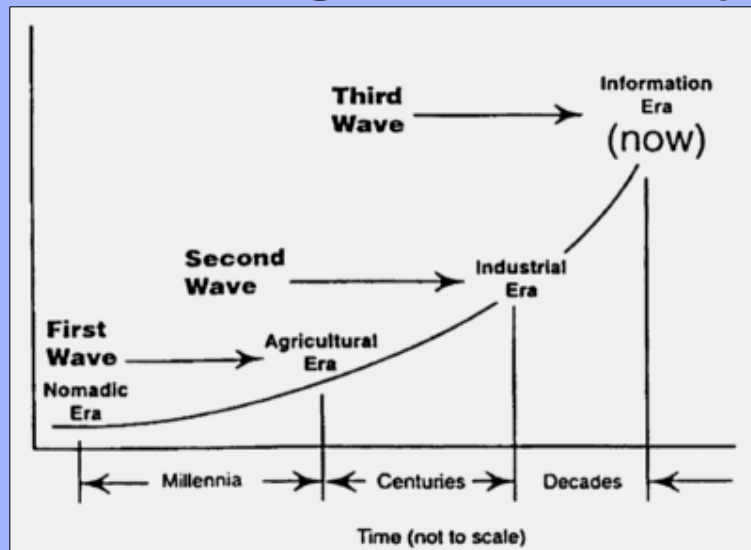 Third
Wave
Information
Era
(now)
Second
Wave
Industrial
Era
First
Wave
Agricultural
Era
Nomadic
Era
Millennia
Centuries
Decades
Time (not to scale)